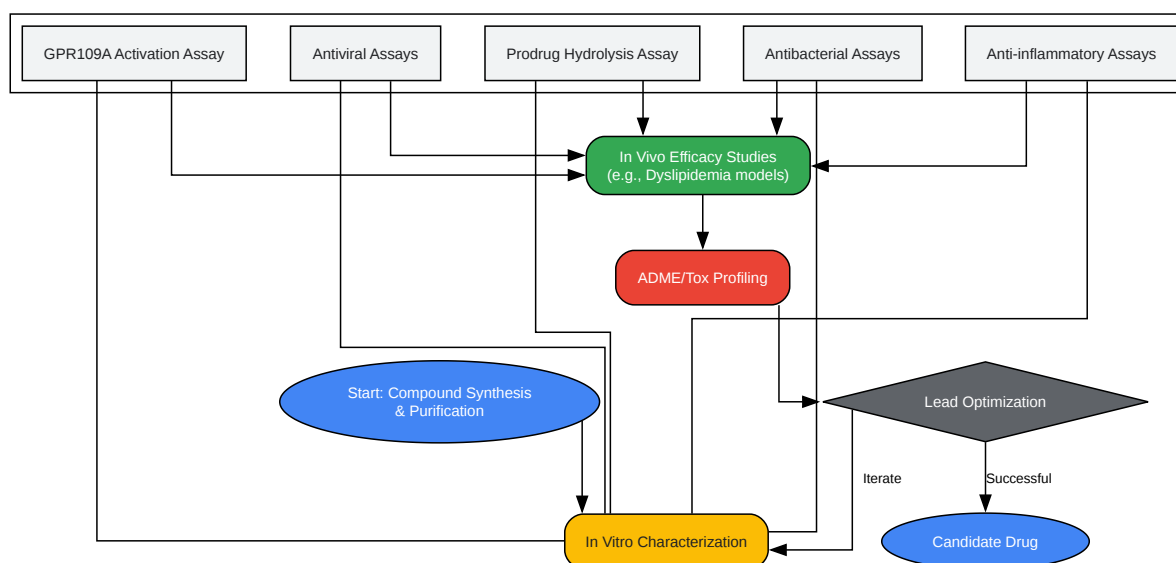 GPR109A Activation Assay
Antiviral Assays
Prodrug Hydrolysis Assay
Antibacterial Assays
Anti-inflammatory Assays
In Vivo Efficacy Studies
(e.g., Dyslipidemia models)
ADME/Tox Profiling
Start: Compound Synthesis
& Purification
Lead Optimization
Iterate
Successful
In Vitro Characterization
Candidate Drug